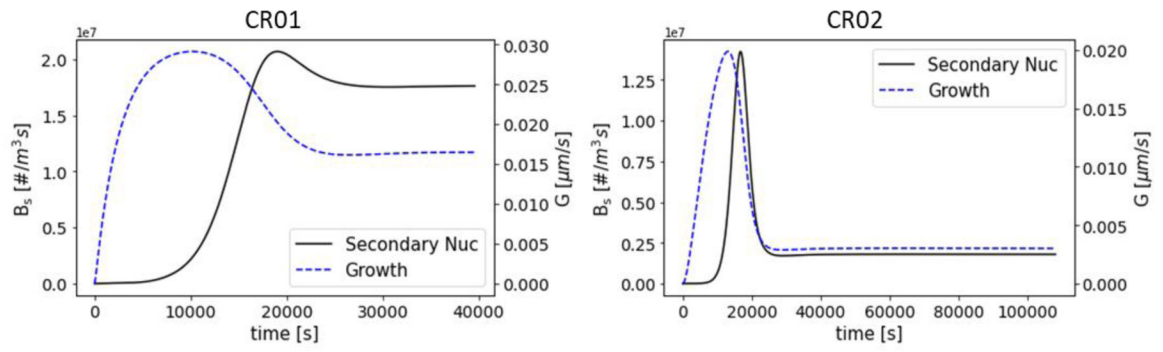 CR01
1e7
2.0
1.5
1.0
0.5
0.0
B_s [#/m³s]
0.030
0.025
0.020
0.015
0.010
0.005
0.000
G [μm/s]
Secondary Nuc
Growth
0 10000 20000 30000 40000
time [s]
CR02
1e7
1.25
1.00
0.75
0.50
0.25
0.00
B_s [#/m³s]
0.020
0.015
0.010
0.005
0.000
G [μm/s]
Secondary Nuc
Growth
0 20000 40000 60000 80000 100000
time [s]